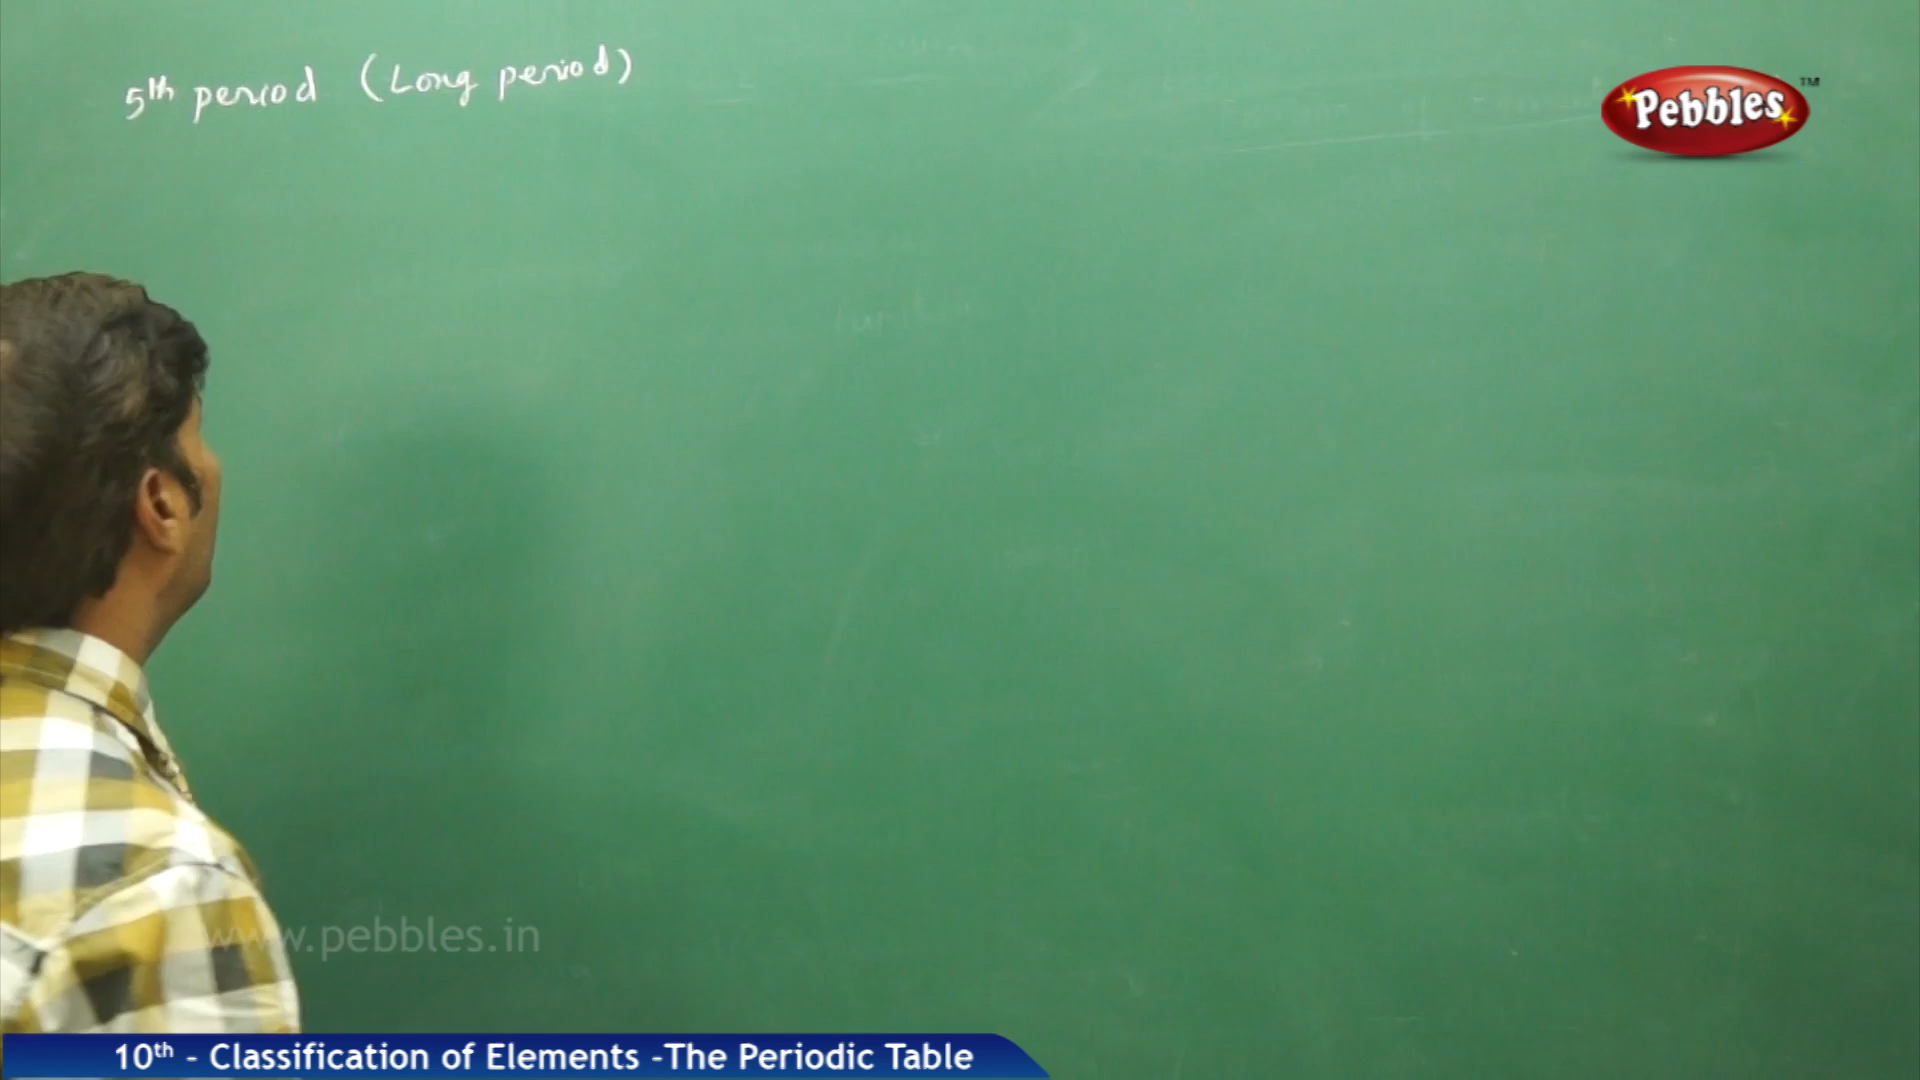 5th period (Long period)
Pebbles TM
www.pebbles.in
10th - Classification of Elements -The Periodic Table